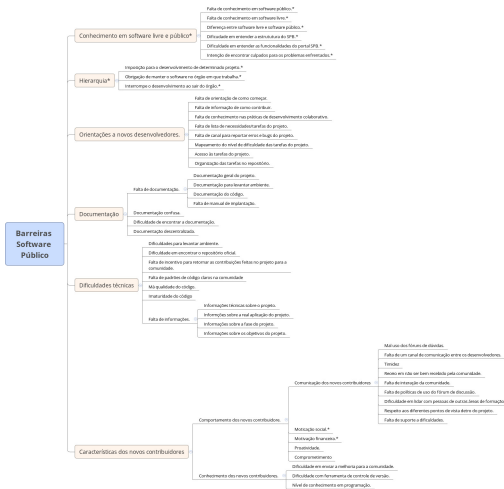 Barreiras
Software
Público
Conhecimento em software livre e público*
Falta de conhecimento em software público.*
Falta de conhecimento em software livre.*
Diferença entre software livre e software público.*
Dificuldade em entender a estrututura do SPB.*
Dificuldade em entender as funcionalidades do portal SPB.*
Intenção de encontrar culpados para os problemas enfrentados.*
Hierarquia*
Imposição para o desenvolvimento de determinado projeto.*
Obrigação de manter o software no órgão em que trabalha.*
Interrompe o desenvolvimento ao sair do órgão.*
Orientações a novos desenvolvedores.
Falta de orientação de como começar.
Falta de informação de como contribuir.
Falta de conhecimento nas práticas de desenvolvimento colaborativo.
Falta de lista de necessidades/tarefas do projeto.
Falta de canal para reportar erros e bugs do projeto.
Mapeamento do nível de dificuldade das tarefas do projeto.
Acesso às tarefas do projeto.
Organização das tarefas no repositório.
Documentação
Falta de documentação.
Documentação geral do projeto.
Documentação para levantar ambiente.
Documentação do código.
Falta de manual de implantação.
Documentação confusa.
Dificuldade de encontrar a documentação.
Documentação descentralizada.
Dificuldades técnicas
Dificuldades para levantar ambiente.
Dificuldade em encontrar o repositório oficial.
Falta de incentivo para retornar as contribuições feitas no projeto para a
comunidade.
Falta de padrões de código claros na comunidade
Má qualidade do código.
Imaturidade do código
Falta de informações.
Informações técnicas sobre o projeto.
Informções sobre a real aplicação do projeto.
Informações sobre a fase do projeto.
Informações sobre os objetivos do projeto.
Características dos novos contribuidores
Comportamento dos novos contribuidore.
Comunicação dos novos contribuidores
Mal uso dos fóruns de dúvidas.
Falta de um canal de comunicação entre os desenvolvedores.
Timidez
Receio em não ser bem recebido pela comunidade.
Falta de interação da comunidade.
Falta de políticas de uso do fórum de discussão.
Dificuldade em lidar com pessoas de outras áreas de formação
Respeito aos diferentes pontos de vista detro do projeto.
Falta de suporte a dificuldades.
Motivação social.*
Motivação financeira.*
Proatividade.
Comprometimento
Conhecimento dos novos contribuidores.
Dificuldade em enviar a melhoria para a comunidade.
Dificuldade com ferramenta de controle de versão
Nível de conhecimento em programação.